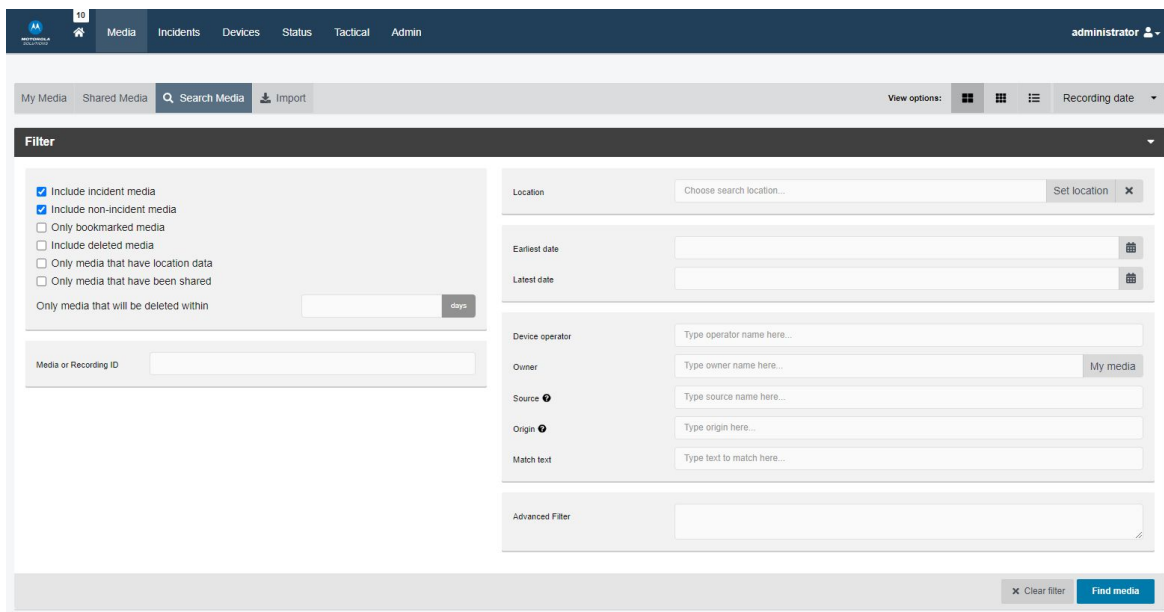 10
MOTOROLA
SOLUTIONS
Media Incidents Devices Status Tactical Admin
administrator
My Media Shared Media Search Media Import
View options: Recording date
Filter
Include incident media
Include non-incident media
Only bookmarked media
Include deleted media
Only media that have location data
Only media that have been shared
Only media that will be deleted within days
Media or Recording ID
Location Choose search location... Set location
Earliest date
Latest date
Device operator Type operator name here...
Owner Type owner name here... My media
Source Type source name here...
Origin Type origin here...
Match text Type text to match here...
Advanced Filter
Clear filter Find media